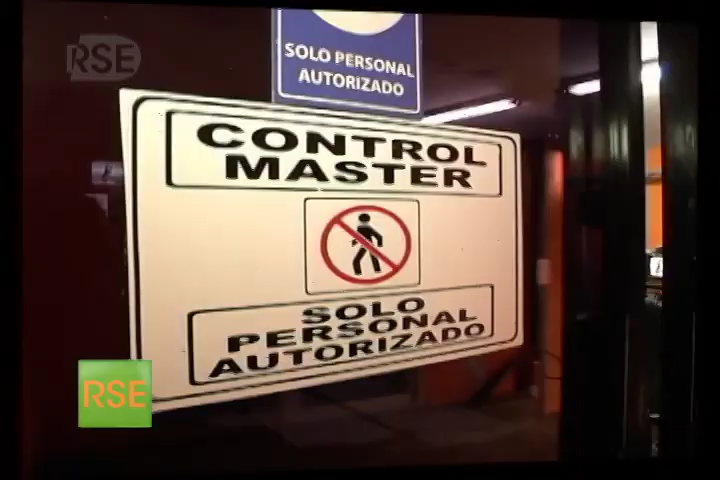 RSE
SOLO PERSONAL
AUTORIZADO
CONTROL
MASTER
SOLO
PERSONAL
AUTORIZADO
RSE